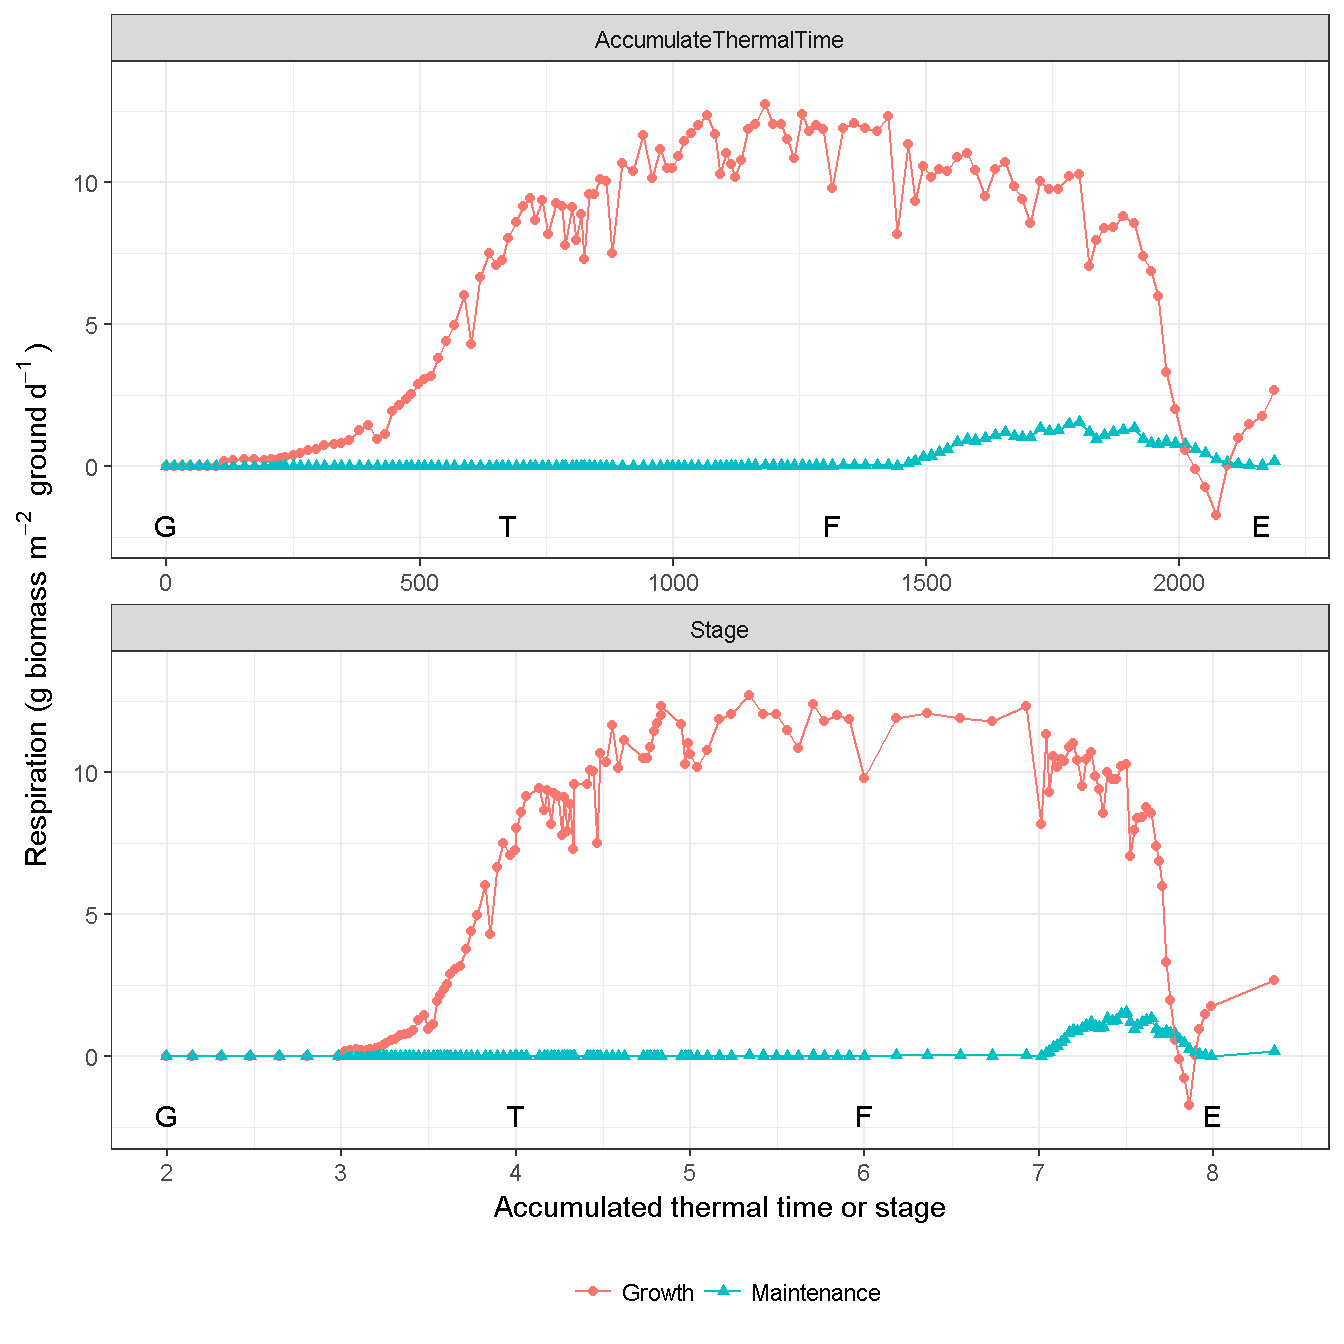 AccumulateThermalTime
10
5
0
G T F E
0 500 1000 1500 2000
Stage
10
5
0
G T F E
2 3 4 5 6 7 8
Respiration (g biomass m⁻² ground d⁻¹)
Accumulated thermal time or stage
Growth Maintenance